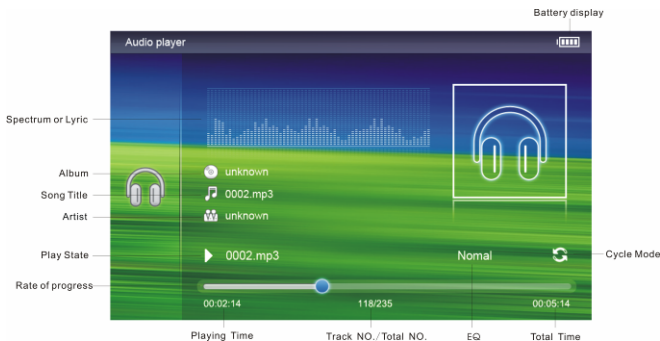 Battery display
Audio player
Spectrum or Lyric
Album
unknown
Song Title
0002.mp3
Artist
unknown
Play State
0002.mp3
Nomal
Cycle Mode
Rate of progress
00:02:14
118/235
00:05:14
Playing Time
Track NO./Total NO.
EQ
Total Time